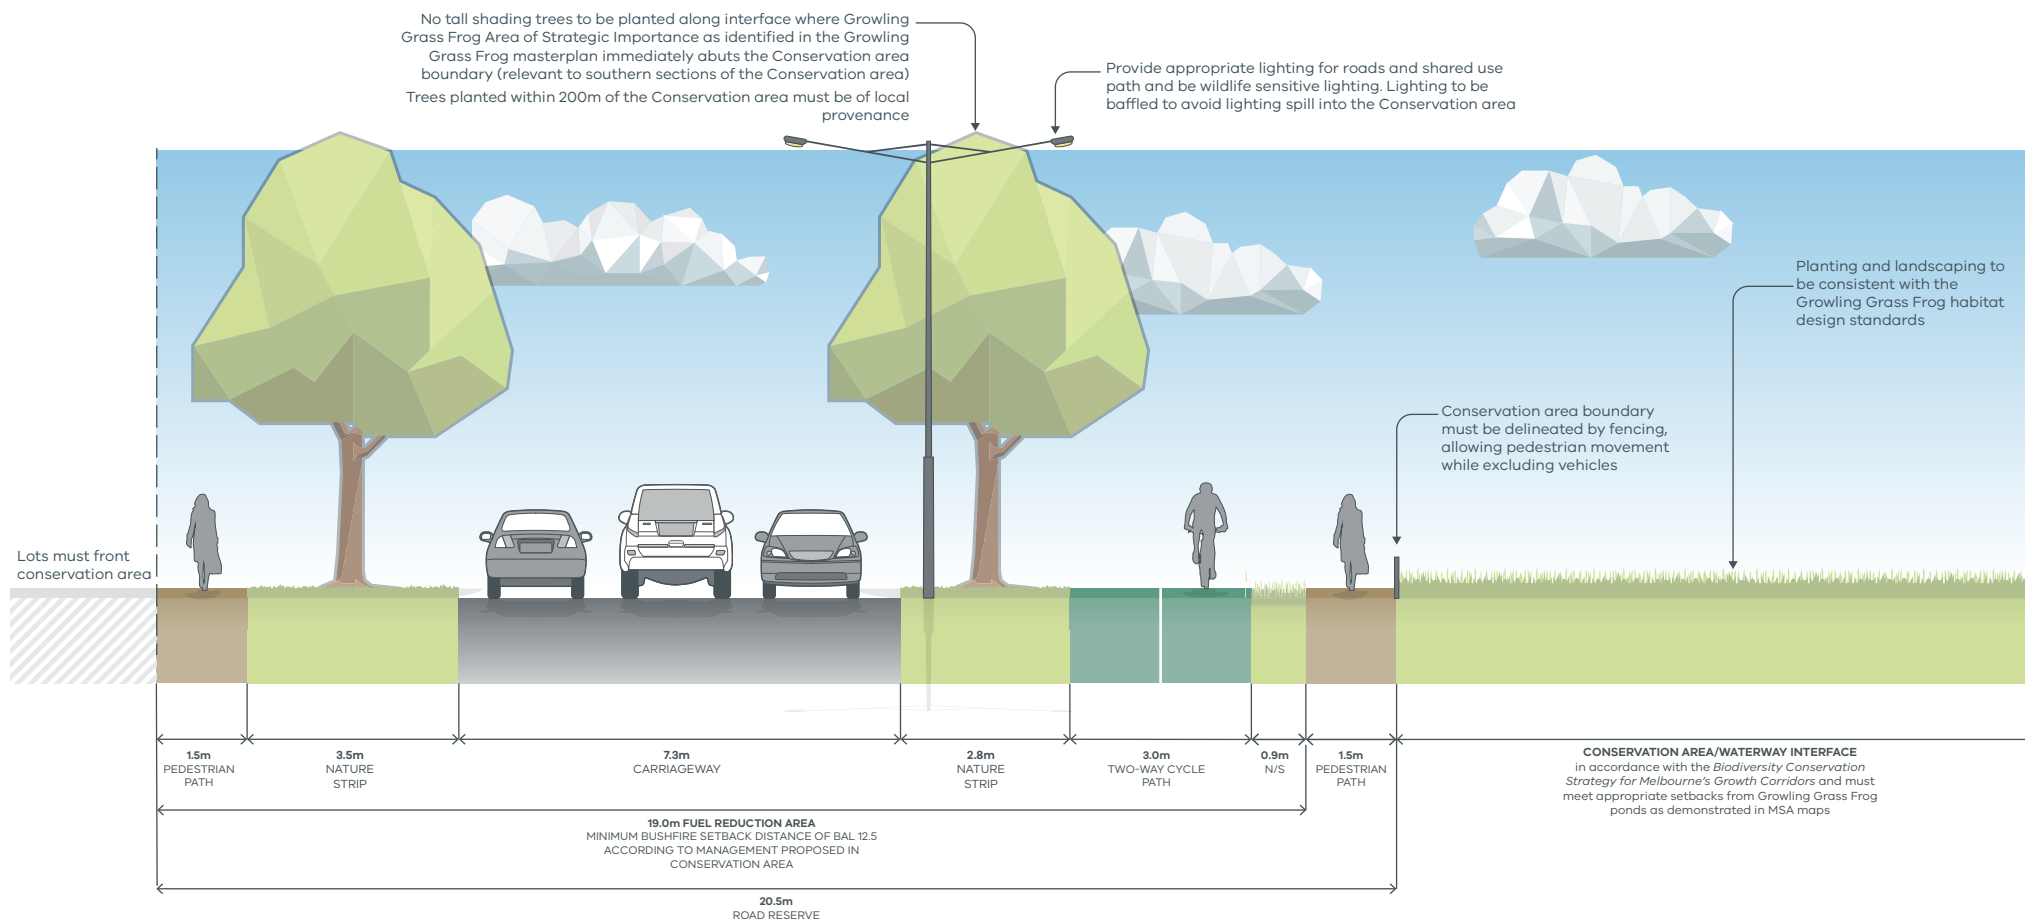 No tall shading trees to be planted along interface where Growling
Grass Frog Area of Strategic Importance as identified in the Growling
Grass Frog masterplan immediately abuts the Conservation area
boundary (relevant to southern sections of the Conservation area)
Trees planted within 200m of the Conservation area must be of local
provenance
Provide appropriate lighting for roads and shared use
path and be wildlife sensitive lighting. Lighting to be
baffled to avoid lighting spill into the Conservation area
Planting and landscaping to
be consistent with the
Growling Grass Frog habitat
design standards
Conservation area boundary
must be delineated by fencing,
allowing pedestrian movement
while excluding vehicles
Lots must front
conservation area
1.5m
PEDESTRIAN
PATH
3.5m
NATURE
STRIP
7.3m
CARRIAGEWAY
2.8m
NATURE
STRIP
3.0m
TWO-WAY CYCLE
PATH
0.9m
N/S
1.5m
PEDESTRIAN
PATH
CONSERVATION AREA/WATERWAY INTERFACE
in accordance with the Biodiversity Conservation
Strategy for Melbourne's Growth Corridors and must
meet appropriate setbacks from Growling Grass Frog
ponds as demonstrated in MSA maps
19.0m FUEL REDUCTION AREA
MINIMUM BUSHFIRE SETBACK DISTANCE OF BAL 12.5
ACCORDING TO MANAGEMENT PROPOSED IN
CONSERVATION AREA
20.5m
ROAD RESERVE